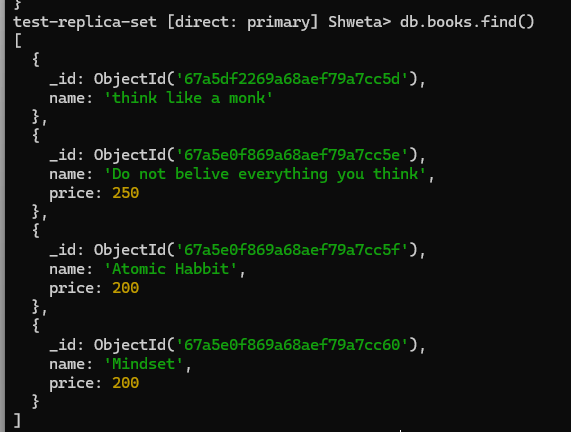 }
test-replica-set [direct: primary] Shweta> db.books.find()
[
  {
    _id: ObjectId('67a5df2269a68aef79a7cc5d'),
    name: 'think like a monk'
  },
  {
    _id: ObjectId('67a5e0f869a68aef79a7cc5e'),
    name: 'Do not belive everything you think',
    price: 250
  },
  {
    _id: ObjectId('67a5e0f869a68aef79a7cc5f'),
    name: 'Atomic Habbit',
    price: 200
  },
  {
    _id: ObjectId('67a5e0f869a68aef79a7cc60'),
    name: 'Mindset',
    price: 200
  }
]